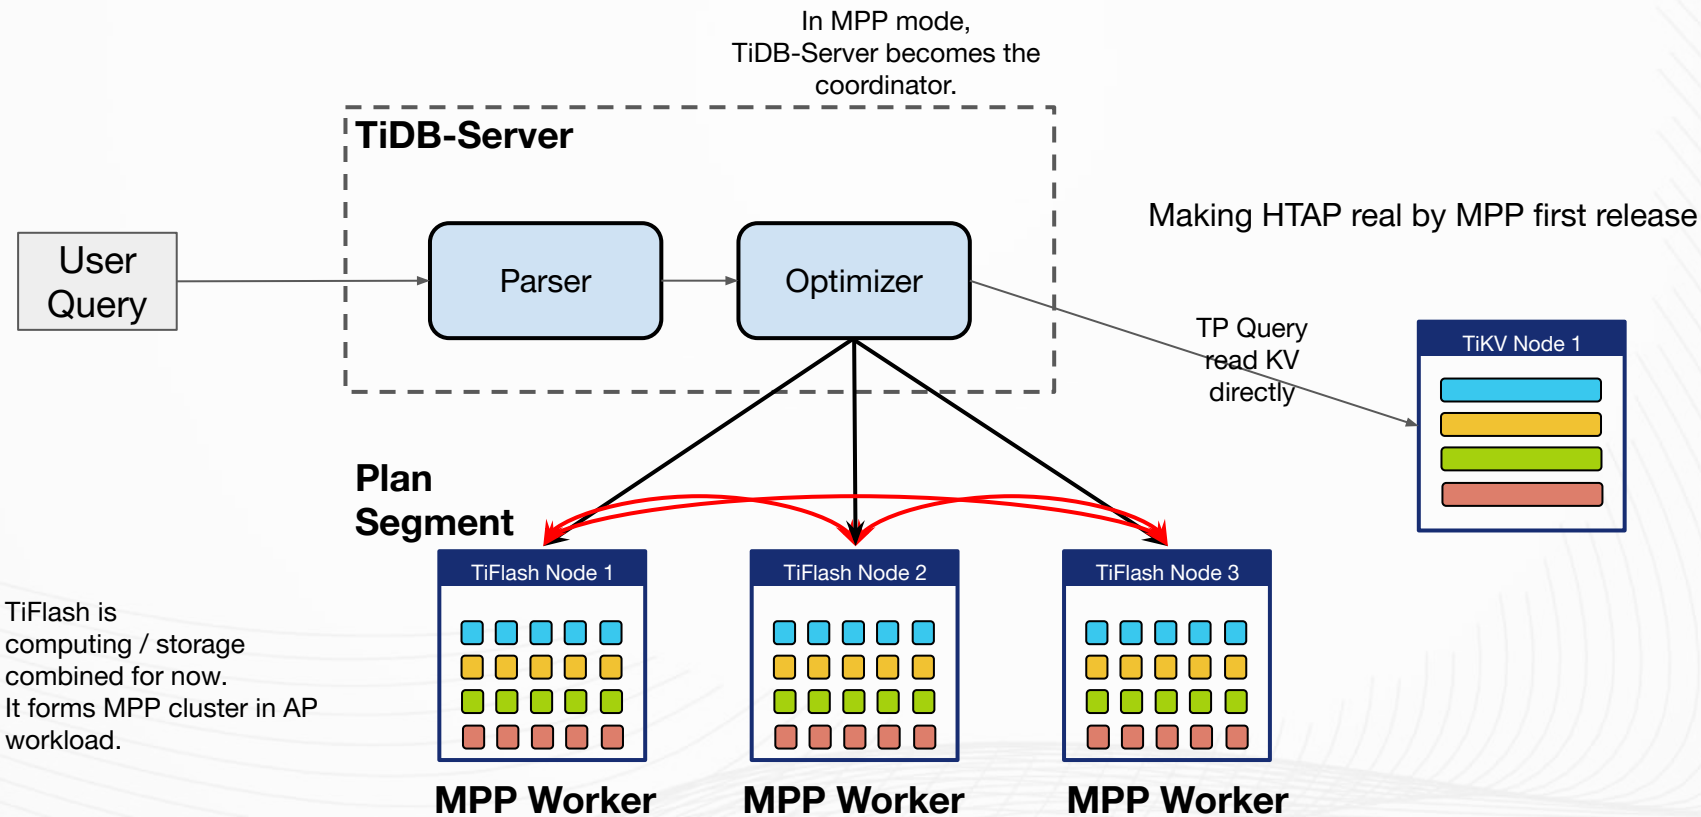 In MPP mode,
TiDB-Server becomes the
coordinator.
TiDB-Server
Making HTAP real by MPP first release
User
Query
Parser
Optimizer
TP Query
read KV
directly
TiKV Node 1
Plan
Segment
TiFlash Node 1
TiFlash Node 2
TiFlash Node 3
TiFlash is
computing / storage
combined for now.
It forms MPP cluster in AP
workload.
MPP Worker
MPP Worker
MPP Worker